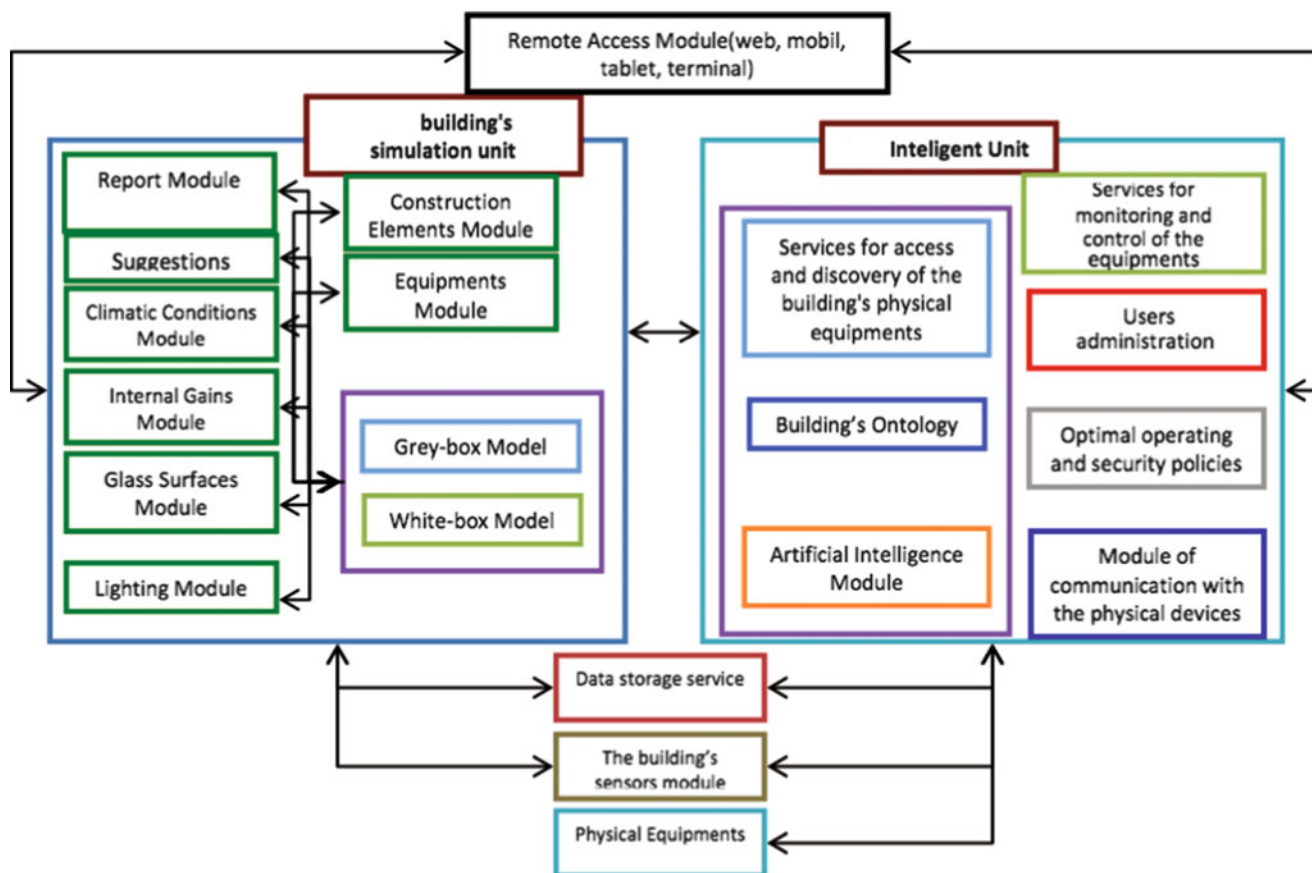 Remote Access Module(web, mobil,
tablet, terminal)
building's
simulation unit
Report Module
Suggestions
Climatic Conditions
Module
Internal Gains
Module
Glass Surfaces
Module
Lighting Module
Construction
Elements Module
Equipments
Module
Grey-box Model
White-box Model
Inteligent Unit
Services for access
and discovery of the
building's physical
equipments
Building's Ontology
Artificial Intelligence
Module
Services for
monitoring and
control of the
equipments
Users
administration
Optimal operating
and security policies
Module of
communication with
the physical devices
Data storage service
The building's
sensors module
Physical Equipments